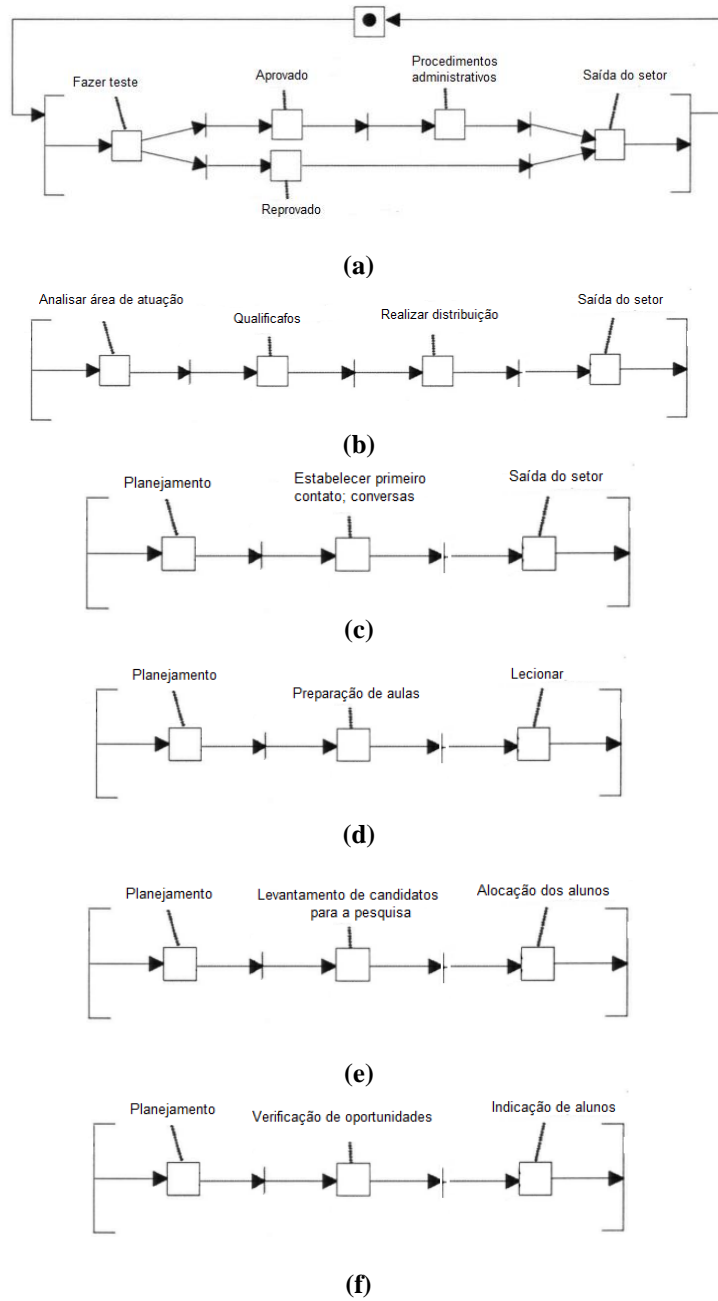 Fazer teste
Aprovado
Procedimentos
administrativos
Saída do setor
Reprovado
(a)
Analisar área de atuação
Qualificafos
Realizar distribuição
Saída do setor
(b)
Planejamento
Estabelecer primeiro
contato; conversas
Saída do setor
(c)
Planejamento
Preparação de aulas
Lecionar
(d)
Planejamento
Levantamento de candidatos
para a pesquisa
Alocação dos alunos
(e)
Planejamento
Verificação de oportunidades
Indicação de alunos
(f)